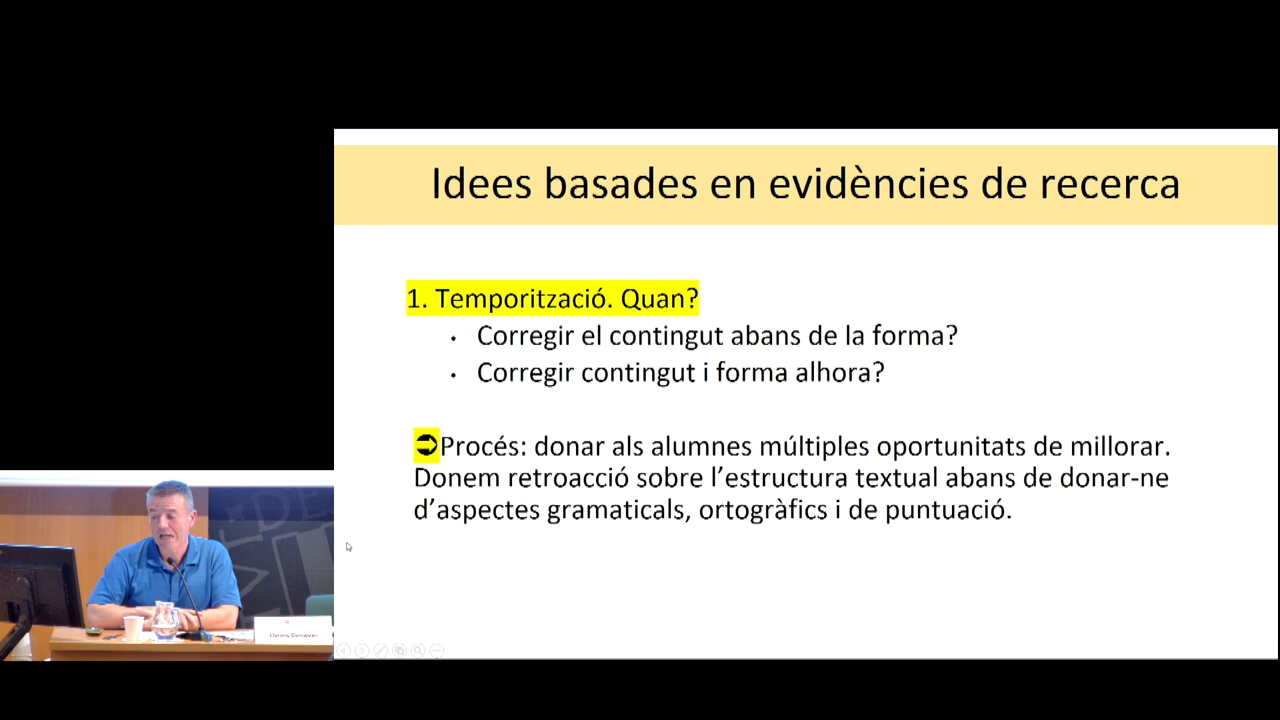 Idees basades en evidències de recerca
1. Temporització. Quan?
• Corregir el contingut abans de la forma?
• Corregir contingut i forma alhora?
➲Procés: donar als alumnes múltiples oportunitats de millorar.
Donem retroacció sobre l’estructura textual abans de donar-ne
d’aspectes gramaticals, ortogràfics i de puntuació.